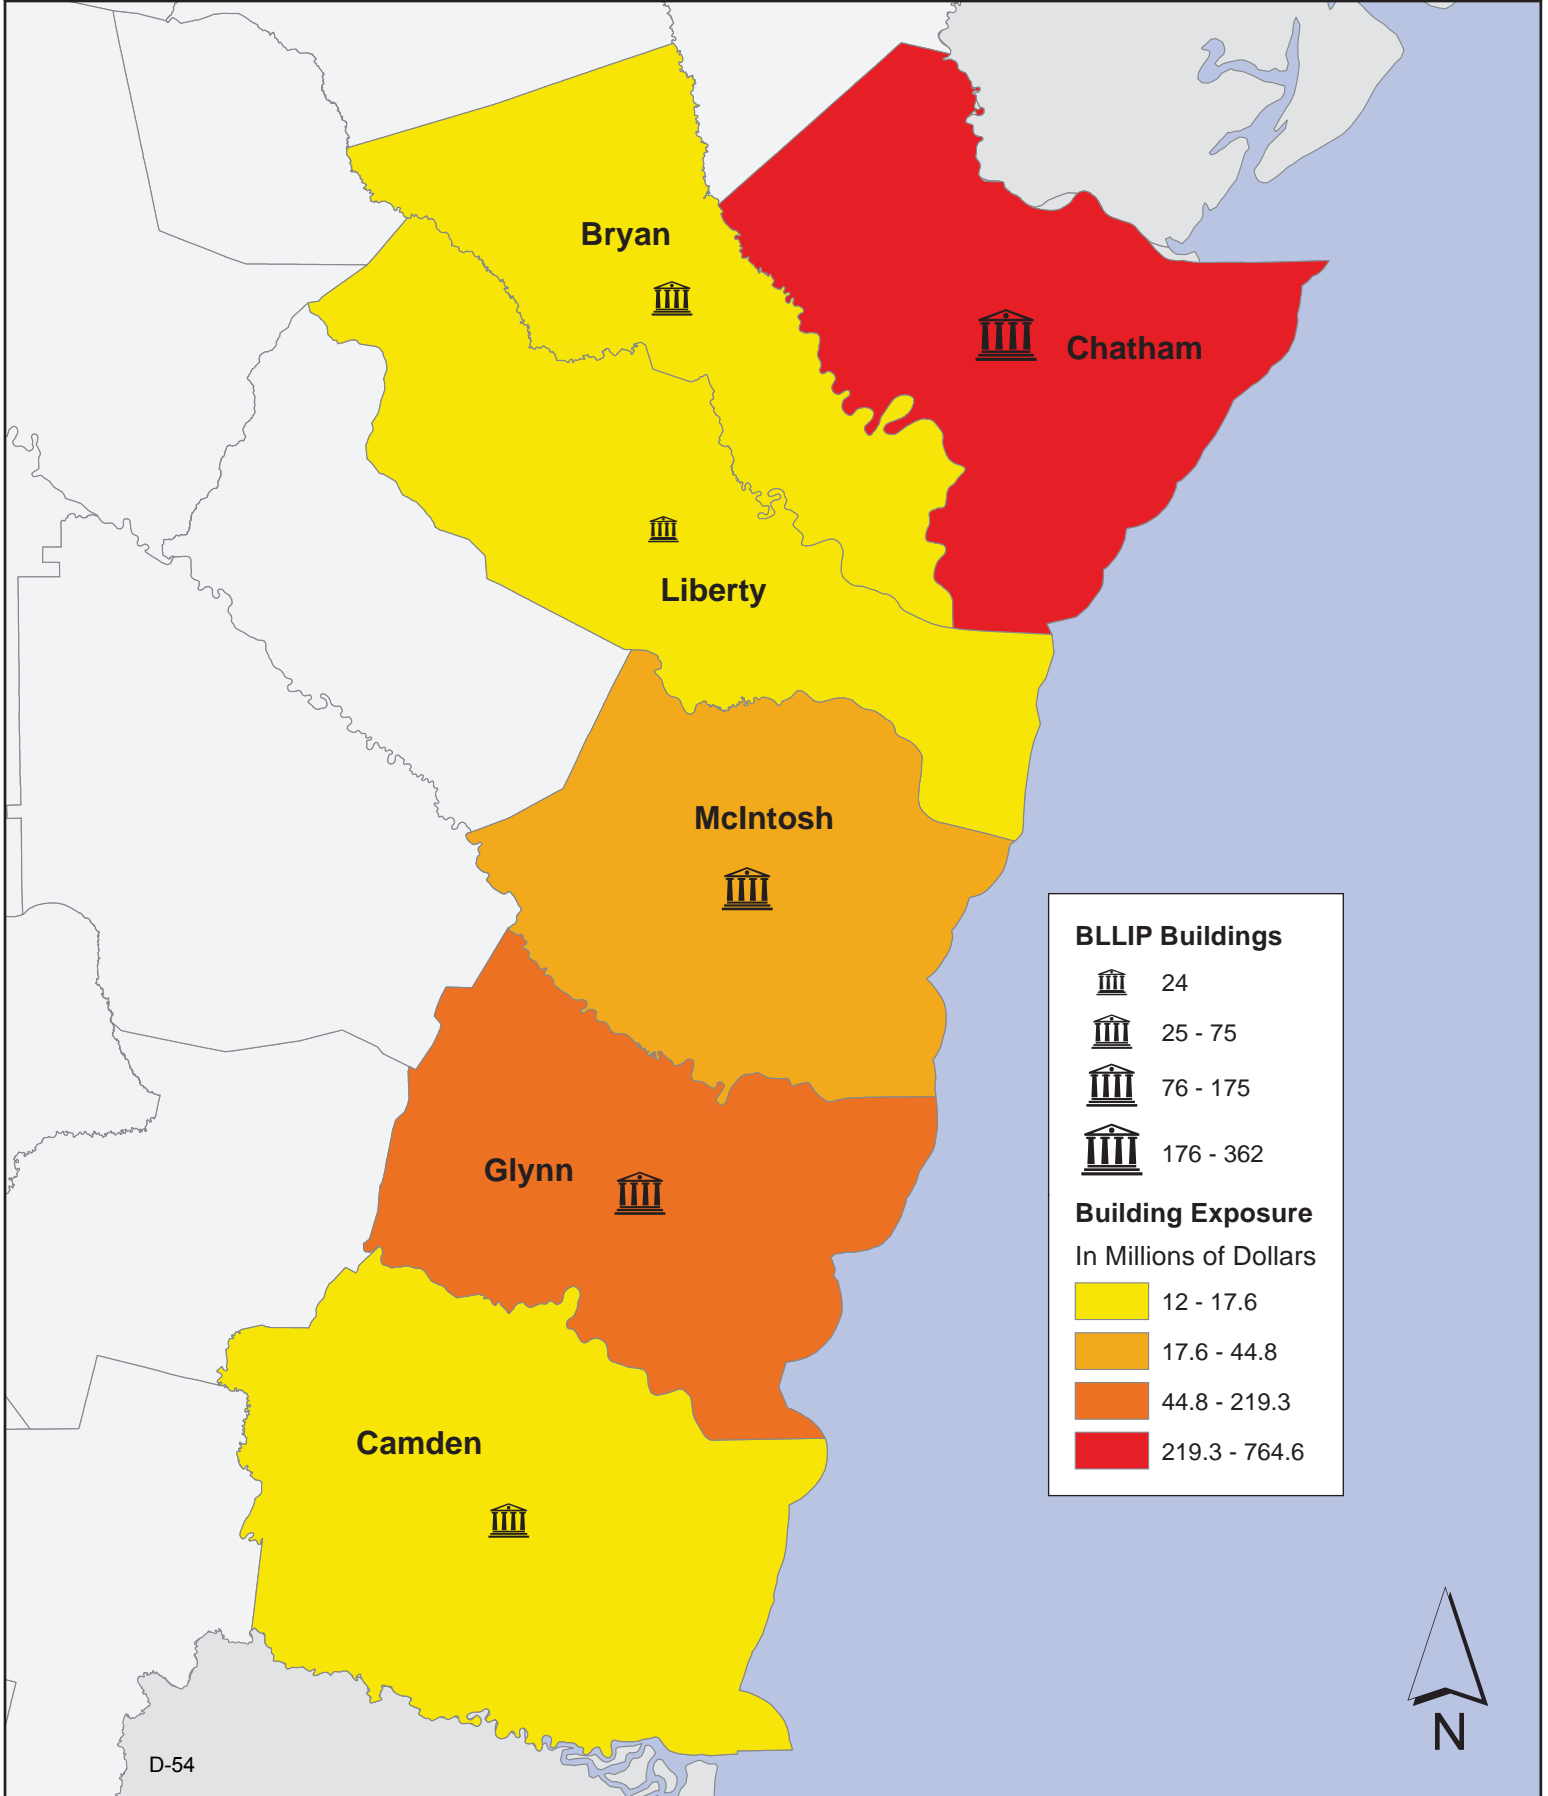 Bryan
Chatham
Liberty
McIntosh
Glynn
Camden
BLLIP Buildings
24
25 - 75
76 - 175
176 - 362
Building Exposure
In Millions of Dollars
12 - 17.6
17.6 - 44.8
44.8 - 219.3
219.3 - 764.6
N
D-54